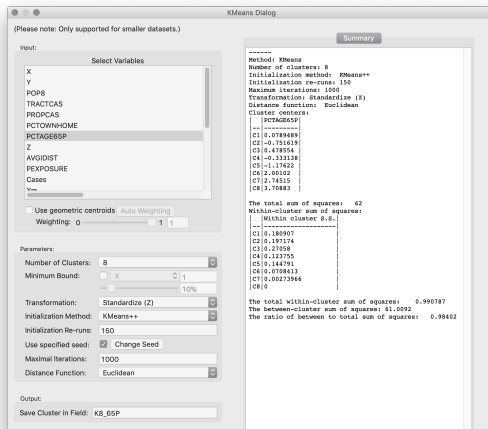 KMeans Dialog
(Please note: Only supported for smaller datasets.)
Input:
Select Variables
X
Y
POP8
TRACTCAS
PROPCAS
PCTOWNHOME
PCTAGE65P
Z
AVGIDIST
PEXPOSURE
Cases
Xm
Use geometric centroids Auto Weighting
Weighting: 0 1 1
Parameters:
Number of Clusters: 8
Minimum Bound: X 1
10%
Transformation: Standardize (Z)
Initialization Method: KMeans++
Initialization Re-runs: 150
Use specified seed: Change Seed
Maximal Iterations: 1000
Distance Function: Euclidean
Output:
Save Cluster in Field: K8_65P
Summary
------
Method: KMeans
Number of clusters: 8
Initialization method: KMeans++
Initialization re-runs: 150
Maximum iterations: 1000
Transformation: Standardize (Z)
Distance function: Euclidean
Cluster centers:
| |PCTAGE65P|
|--|---------|
|C1|0.0789489|
|C2|-0.751619|
|C3|0.478554 |
|C4|-0.333138|
|C5|-1.17622 |
|C6|2.00102 |
|C7|2.74515 |
|C8|3.70883 |
The total sum of squares: 62
Within-cluster sum of squares:
| |Within cluster S.S.|
|--|-------------------|
|C1|0.180907 |
|C2|0.197174 |
|C3|0.27058 |
|C4|0.123755 |
|C5|0.144791 |
|C6|0.0708413 |
|C7|0.00273966 |
|C8|0 |
The total within-cluster sum of squares: 0.990787
The between-cluster sum of squares: 61.0092
The ratio of between to total sum of squares: 0.98402